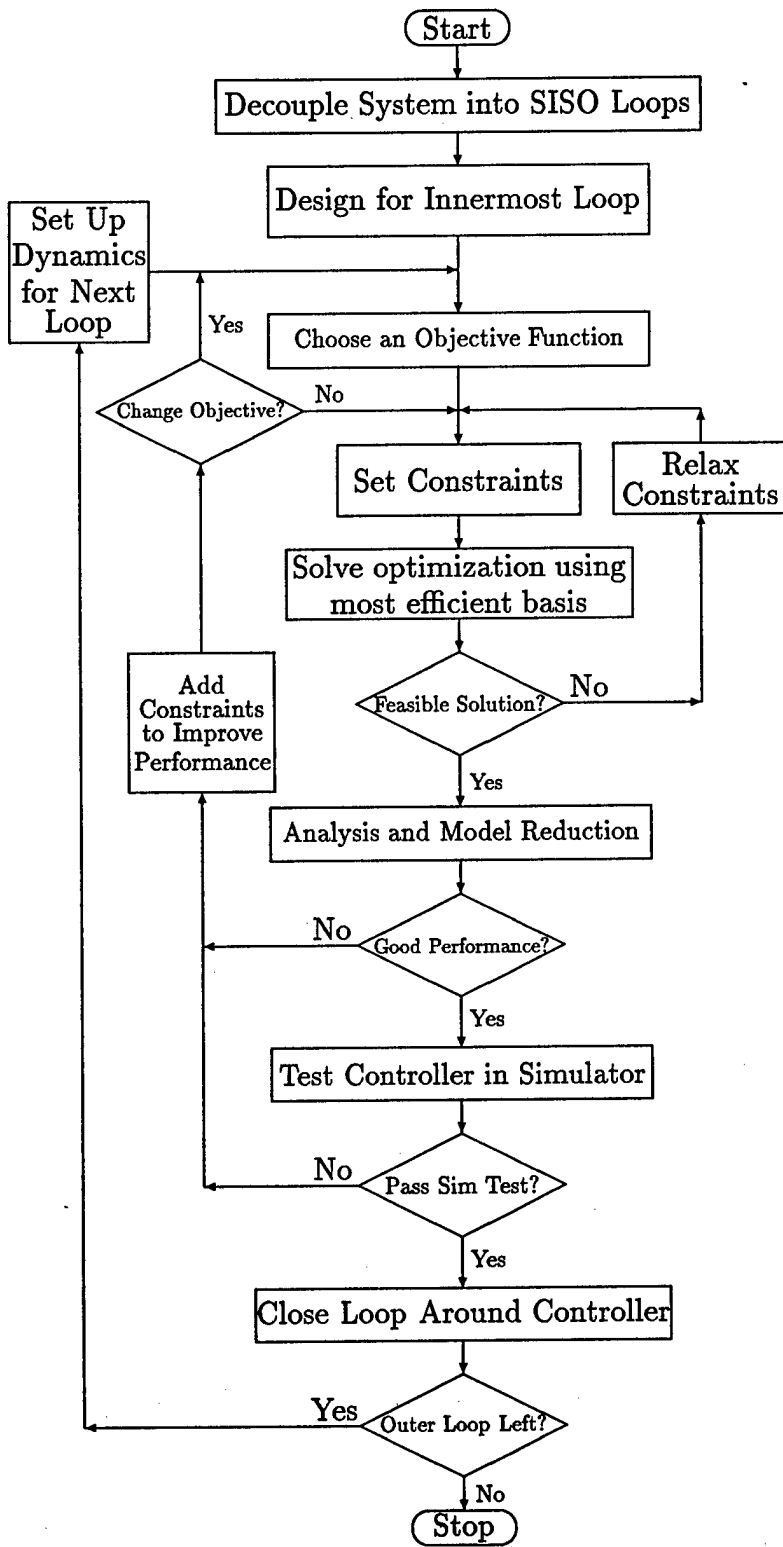 Start
Decouple System into SISO Loops
Design for Innermost Loop
Set Up
Dynamics
for Next
Loop
Yes
Choose an Objective Function
Change Objective?
No
Set Constraints
Relax
Constraints
Solve optimization using
most efficient basis
Add
Constraints
to Improve
Performance
Feasible Solution?
No
Yes
Analysis and Model Reduction
No
Good Performance?
Yes
Test Controller in Simulator
No
Pass Sim Test?
Yes
Close Loop Around Controller
Yes
Outer Loop Left?
No
Stop